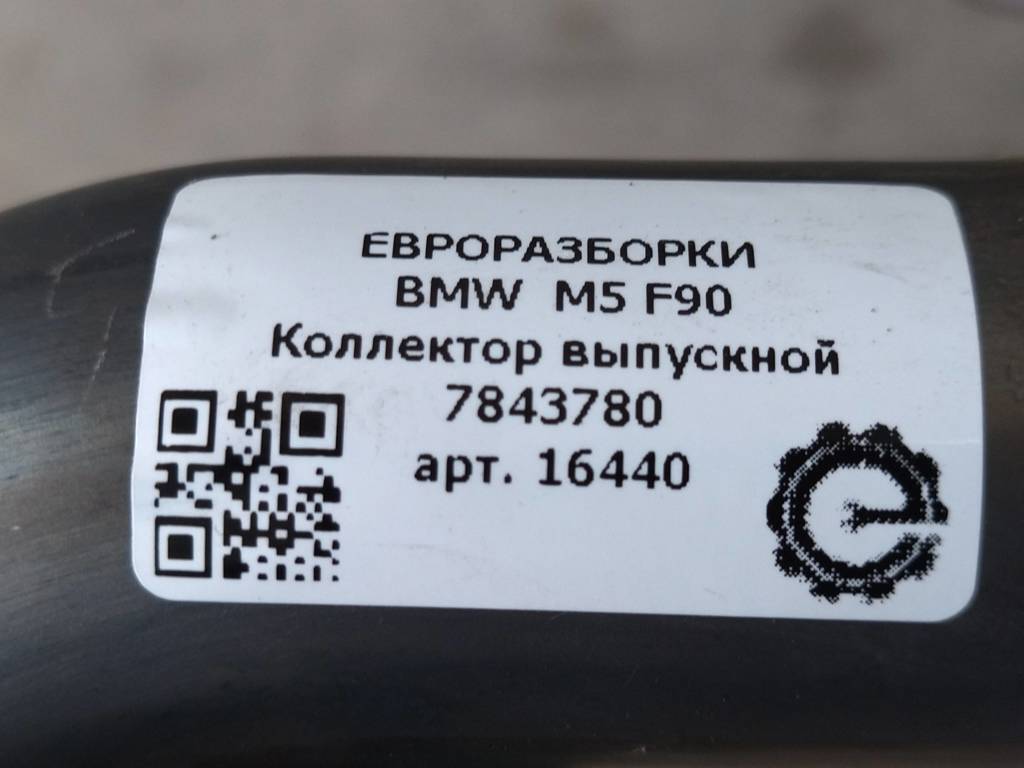 ЕВРОРАЗБОРКИ
BMW M5 F90
Коллектор выпускной
7843780
арт. 16440